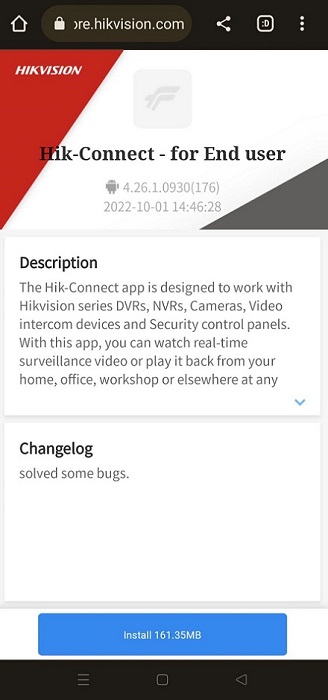 ore.hikvision.com
:D
HIKVISION
Hik-Connect - for End user
4.26.1.0930(176)
2022-10-01 14:46:28
Description
The Hik-Connect app is designed to work with
Hikvision series DVRs, NVRs, Cameras, Video
intercom devices and Security control panels.
With this app, you can watch real-time
surveillance video or play it back from your
home, office, workshop or elsewhere at any
Changelog
solved some bugs.
Install 161.35MB